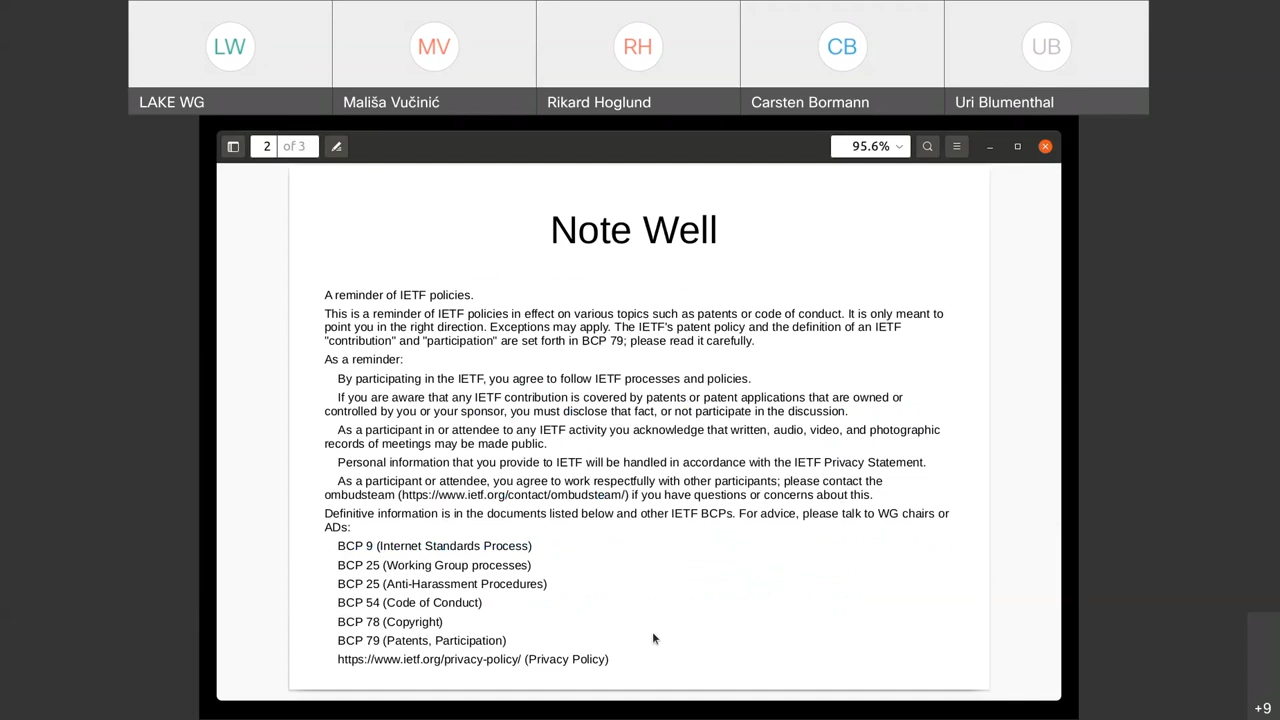 LW
MV
RH
CB
UB
LAKE WG
Mališa Vučinić
Rikard Hoglund
Carsten Bormann
Uri Blumenthal
2 of 3
95.6%
Note Well
A reminder of IETF policies.
This is a reminder of IETF policies in effect on various topics such as patents or code of conduct. It is only meant to
point you in the right direction. Exceptions may apply. The IETF's patent policy and the definition of an IETF
"contribution" and "participation" are set forth in BCP 79; please read it carefully.
As a reminder:
By participating in the IETF, you agree to follow IETF processes and policies.
If you are aware that any IETF contribution is covered by patents or patent applications that are owned or
controlled by you or your sponsor, you must disclose that fact, or not participate in the discussion.
As a participant in or attendee to any IETF activity you acknowledge that written, audio, video, and photographic
records of meetings may be made public.
Personal information that you provide to IETF will be handled in accordance with the IETF Privacy Statement.
As a participant or attendee, you agree to work respectfully with other participants; please contact the
ombudsteam (https://www.ietf.org/contact/ombudsteam/) if you have questions or concerns about this.
Definitive information is in the documents listed below and other IETF BCPs. For advice, please talk to WG chairs or
ADs:
BCP 9 (Internet Standards Process)
BCP 25 (Working Group processes)
BCP 25 (Anti-Harassment Procedures)
BCP 54 (Code of Conduct)
BCP 78 (Copyright)
BCP 79 (Patents, Participation)
https://www.ietf.org/privacy-policy/ (Privacy Policy)
+9